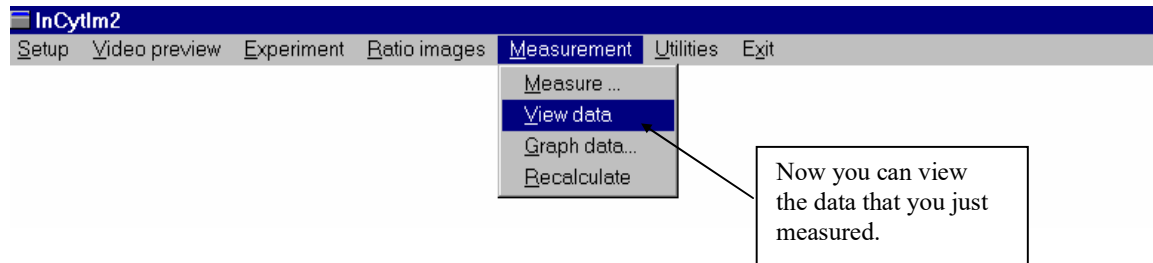 InCytIm2
Setup Video preview Experiment Ratio images Measurement Utilities Exit
Measure ...
View data
Graph data...
Recalculate
Now you can view
the data that you just
measured.